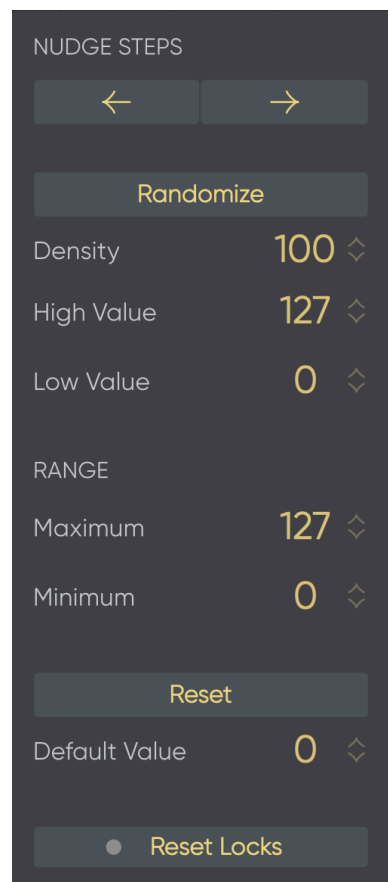 NUDGE STEPS
← →
Randomize
Density 100
High Value 127
Low Value 0
RANGE
Maximum 127
Minimum 0
Reset
Default Value 0
Reset Locks